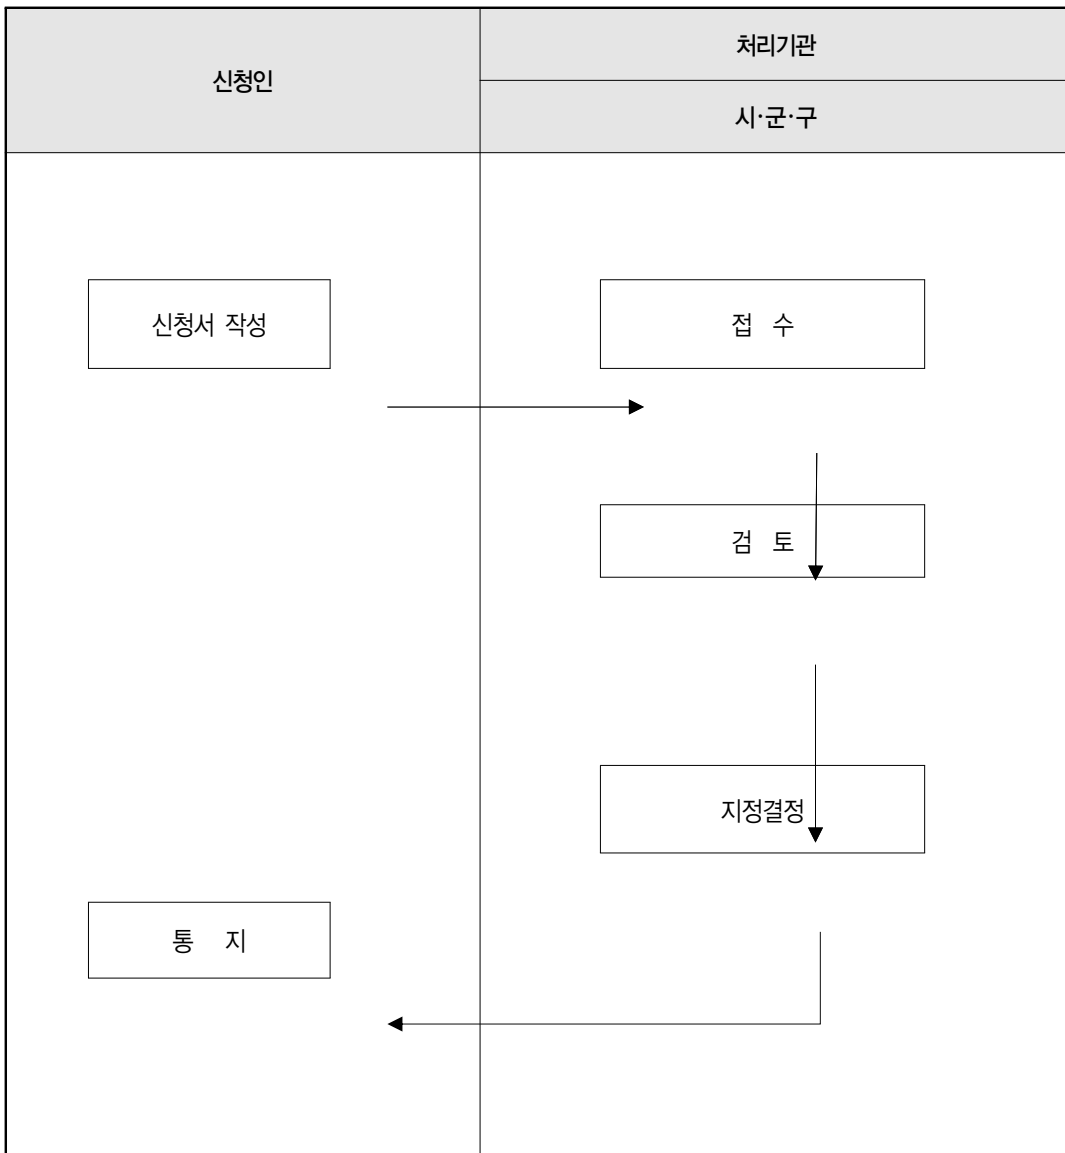 신청인
처리기관
시·군·구
신청서 작성
접 수
검 토
지정결정
통 지